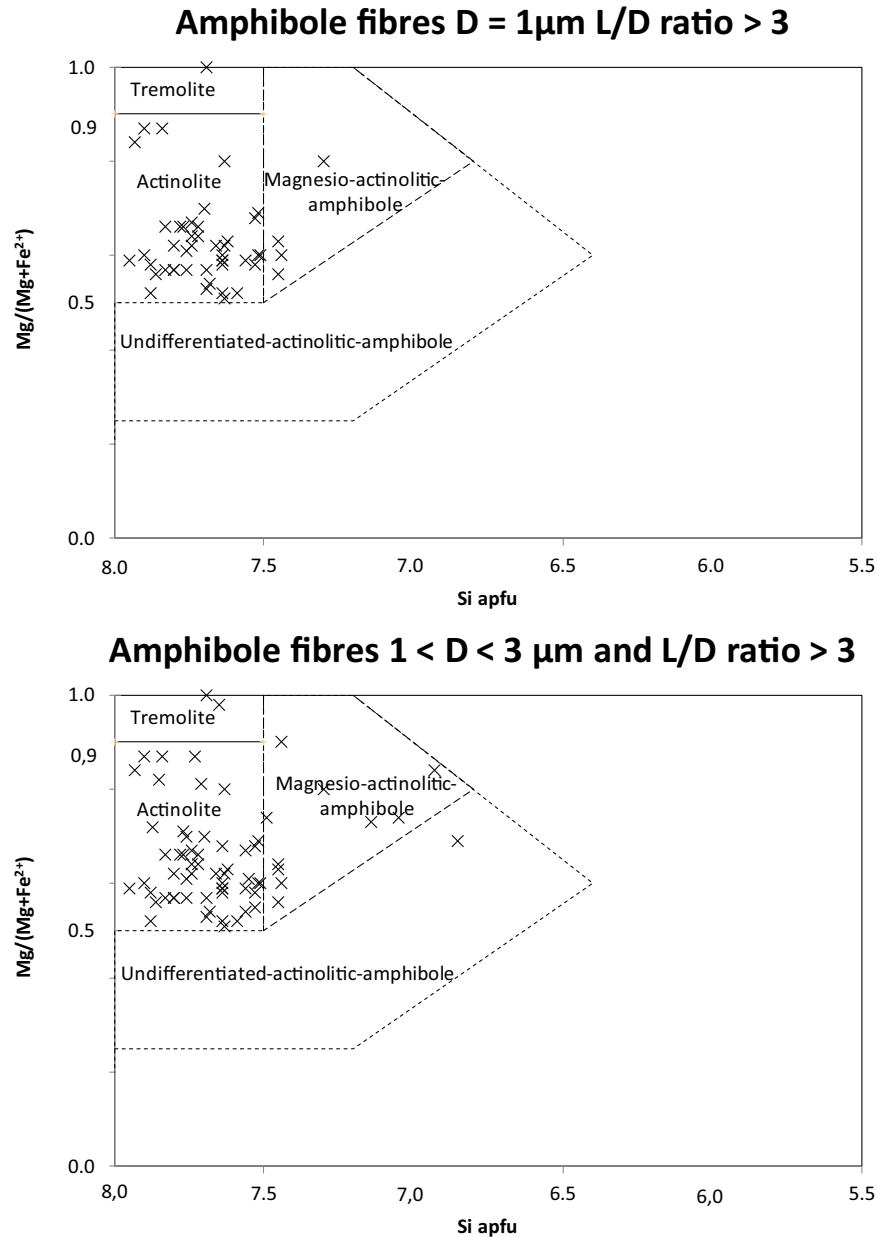 Amphibole fibres D = 1µm L/D ratio > 3
1.0
Tremolite
0.9
Actinolite
Magnesio-actinolitic-
amphibole
0.5
Undifferentiated-actinolitic-amphibole
Mg/(Mg+Fe²⁺)
0.0
8.0
7.5
7.0
6.5
6.0
5.5
Si apfu
Amphibole fibres 1 < D < 3 µm and L/D ratio > 3
1.0
Tremolite
0,9
Magnesio-actinolitic-
amphibole
Actinolite
0.5
Undifferentiated-actinolitic-amphibole
Mg/(Mg+Fe²⁺)
0.0
8,0
7.5
7,0
6.5
6,0
5.5
Si apfu